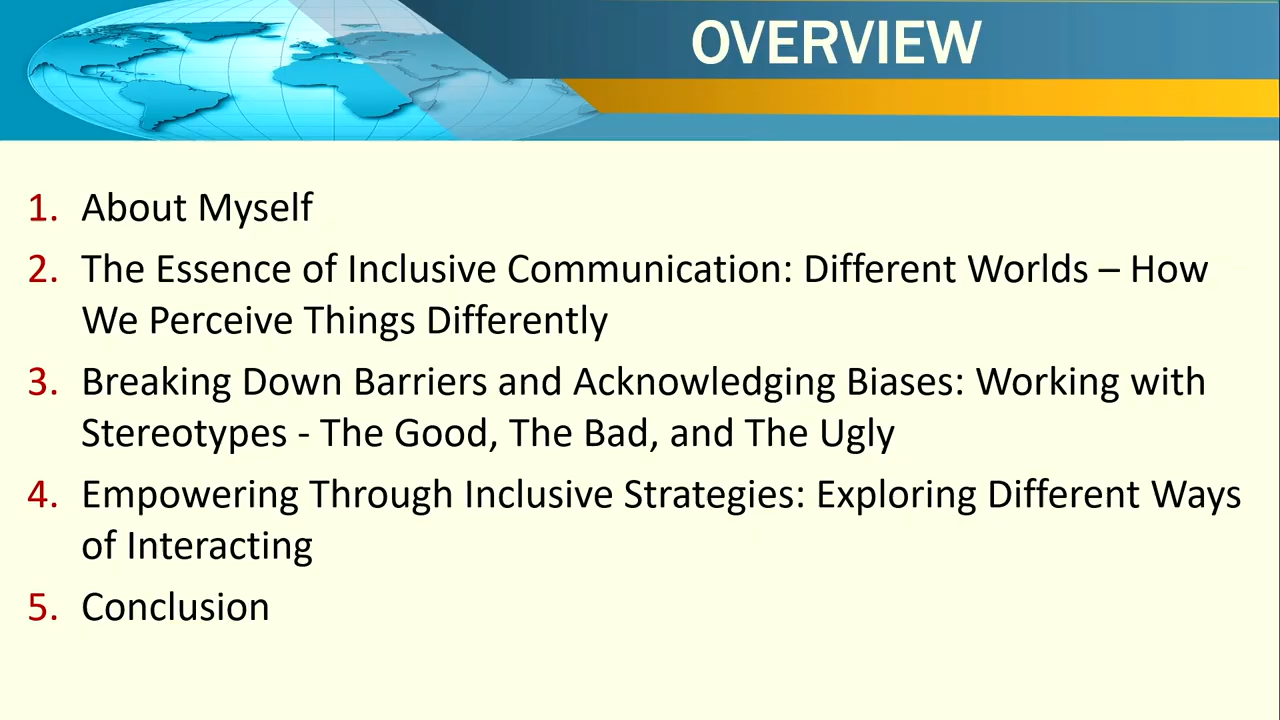 OVERVIEW
1. About Myself
2. The Essence of Inclusive Communication: Different Worlds – How
We Perceive Things Differently
3. Breaking Down Barriers and Acknowledging Biases: Working with
Stereotypes - The Good, The Bad, and The Ugly
4. Empowering Through Inclusive Strategies: Exploring Different Ways
of Interacting
5. Conclusion